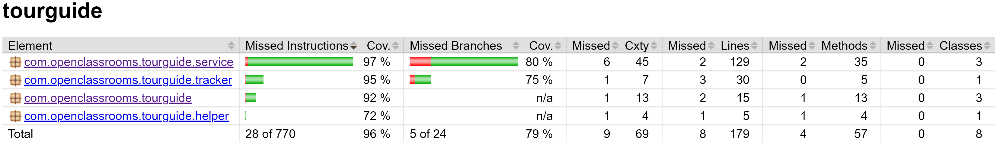 tourguide
Element Missed Instructions Cov. Missed Branches Cov. Missed Cxty Missed Lines Missed Methods Missed Classes
com.openclassrooms.tourguide.service 97 % 80 % 6 45 2 129 2 35 0 3
com.openclassrooms.tourguide.tracker 95 % 75 % 1 7 3 30 0 5 0 1
com.openclassrooms.tourguide 92 % n/a 1 13 2 15 1 13 0 3
com.openclassrooms.tourguide.helper 72 % n/a 1 4 1 5 1 4 0 1
Total 28 of 770 96 % 5 of 24 79 % 9 69 8 179 4 57 0 8